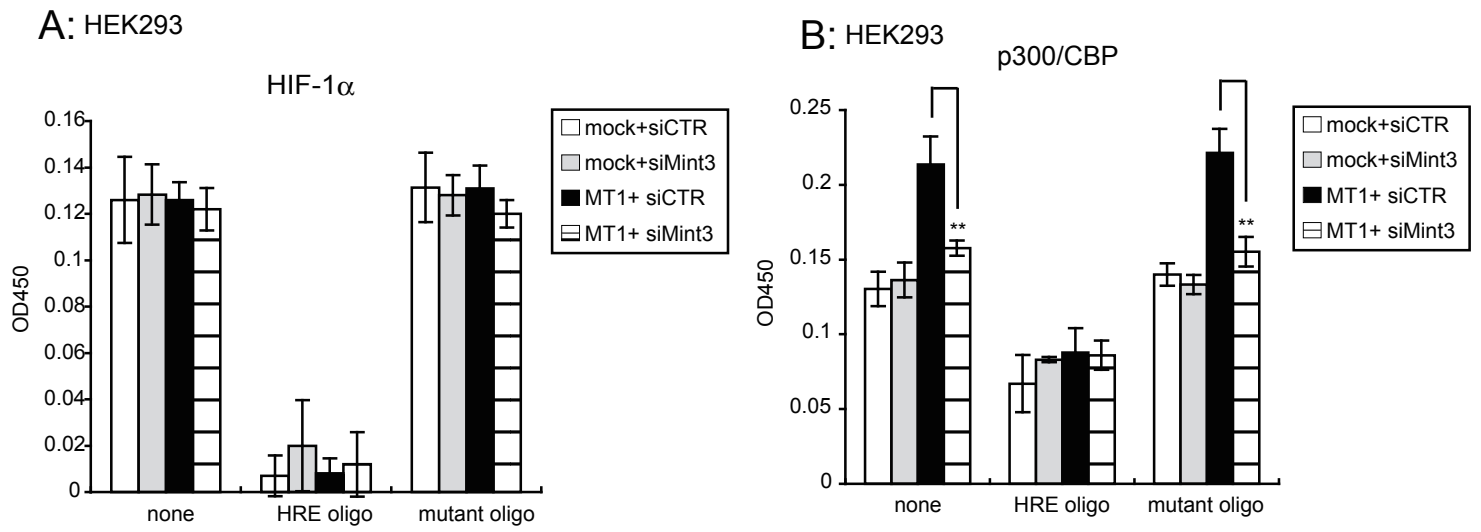 A: HEK293
HIF-1α
0.16
0.14
0.12
0.1
0.08
0.06
0.04
0.02
0
OD450
none
HRE oligo
mutant oligo
mock+siCTR
mock+siMint3
MT1+ siCTR
MT1+ siMint3
B: HEK293
p300/CBP
0.25
0.2
0.15
0.1
0.05
0
OD450
**
**
none
HRE oligo
mutant oligo
mock+siCTR
mock+siMint3
MT1+ siCTR
MT1+ siMint3